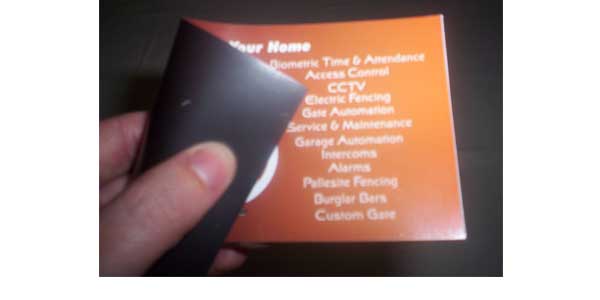 Your Home
Biometric Time & Attendance
Access Control
CCTV
Electric Fencing
Gate Automation
Service & Maintenance
Garage Automation
Intercoms
Alarms
Pallesite Fencing
Burglar Bars
Custom Gate